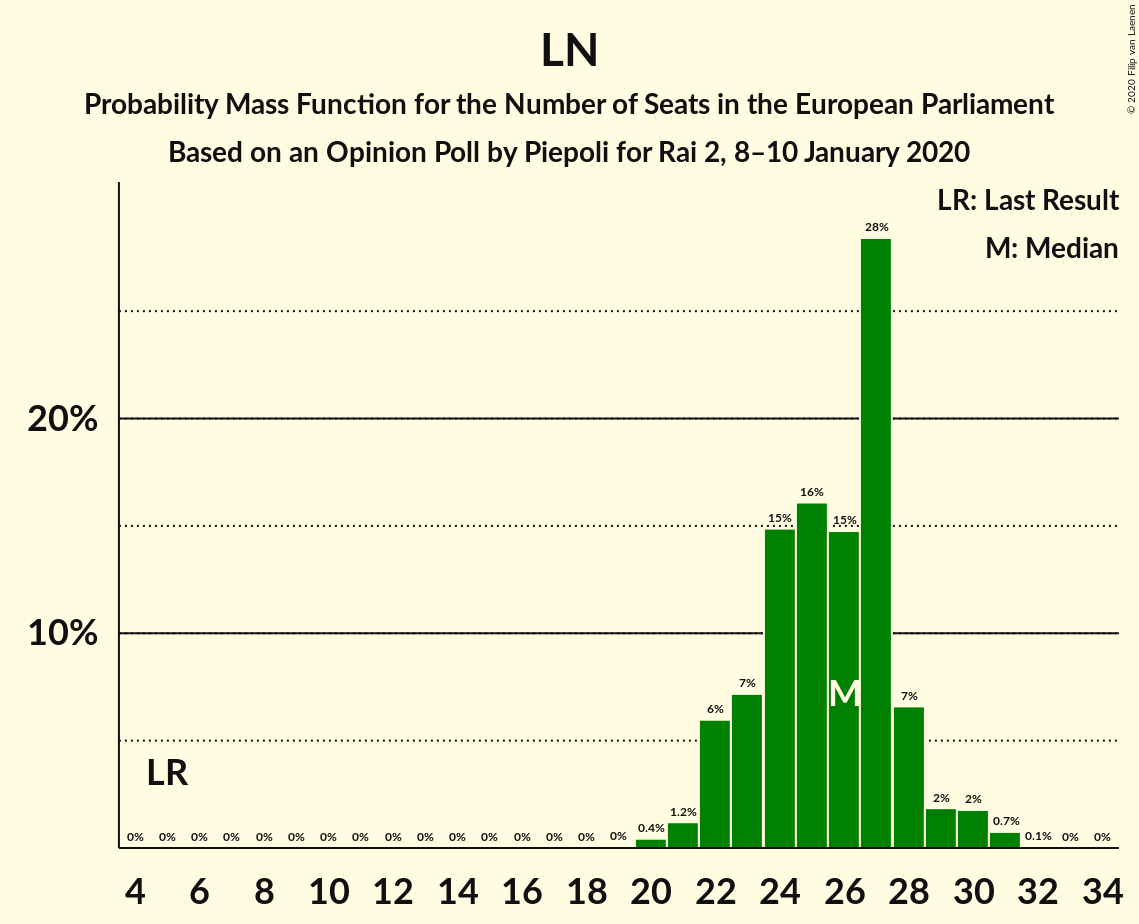 LN
Probability Mass Function for the Number of Seats in the European Parliament
Based on an Opinion Poll by Piepoli for Rai 2, 8–10 January 2020
© 2020 Filip van Laenen
LR: Last Result
M: Median
28%
20%
16%
15% 15%
10%
7%
M
7%
6%
LR
2% 2%
1.2%
0.7%
0.4%
0% 0% 0% 0% 0% 0% 0% 0% 0% 0% 0% 0% 0% 0% 0% 0% 0.1% 0% 0%
4 6 8 10 12 14 16 18 20 22 24 26 28 30 32 34